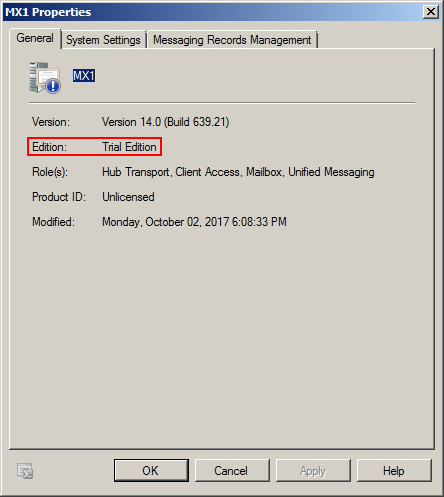 MX1 Properties
General System Settings Messaging Records Management
MX1
Version: Version 14.0 (Build 639.21)
Edition: Trial Edition
Role(s): Hub Transport, Client Access, Mailbox, Unified Messaging
Product ID: Unlicensed
Modified: Monday, October 02, 2017 6:08:33 PM
OK Cancel Apply Help